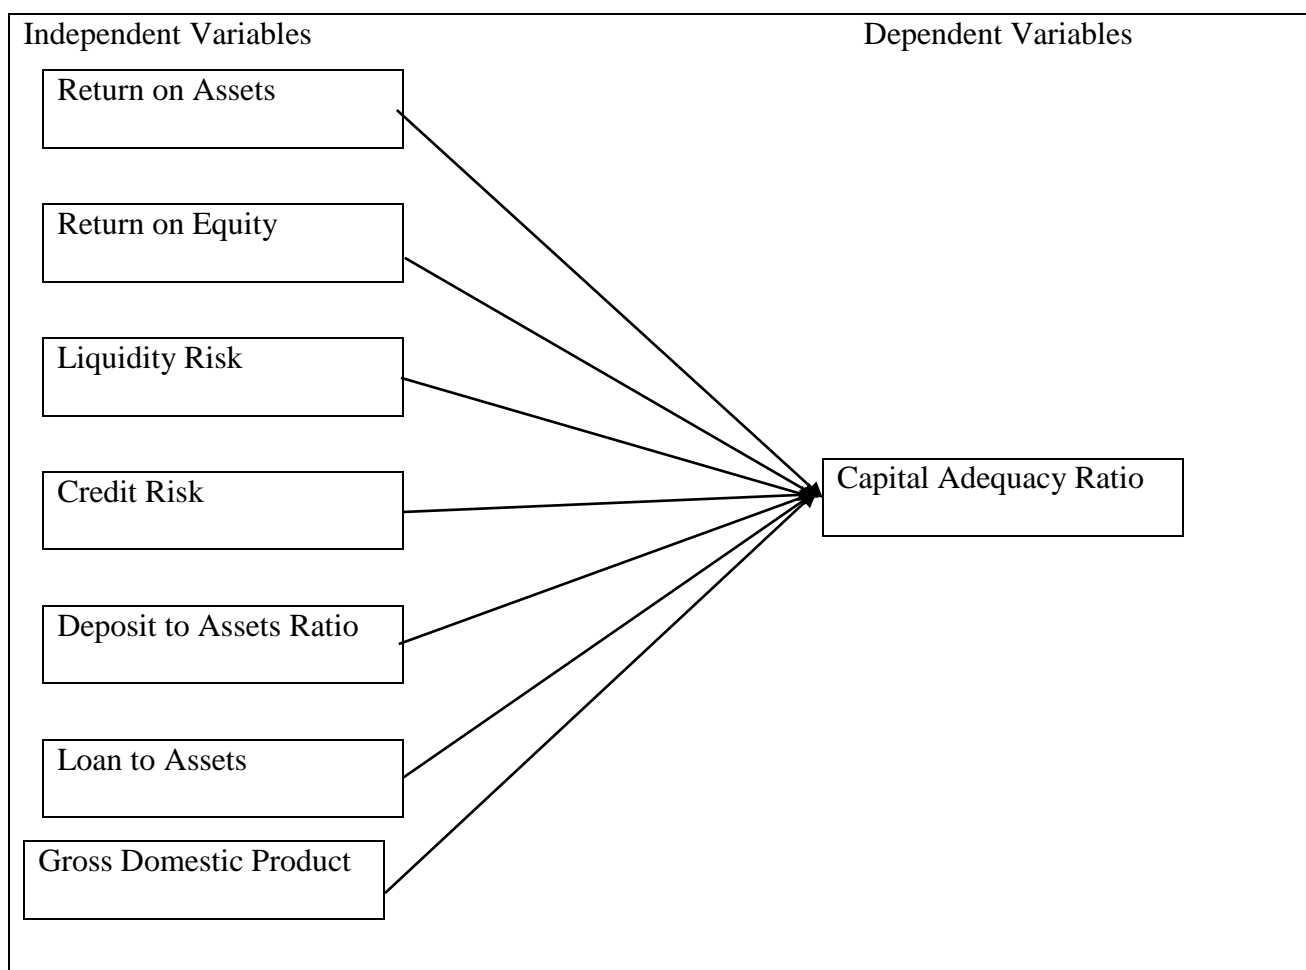 Independent Variables
Dependent Variables
Return on Assets
Return on Equity
Liquidity Risk
Credit Risk
Capital Adequacy Ratio
Deposit to Assets Ratio
Loan to Assets
Gross Domestic Product